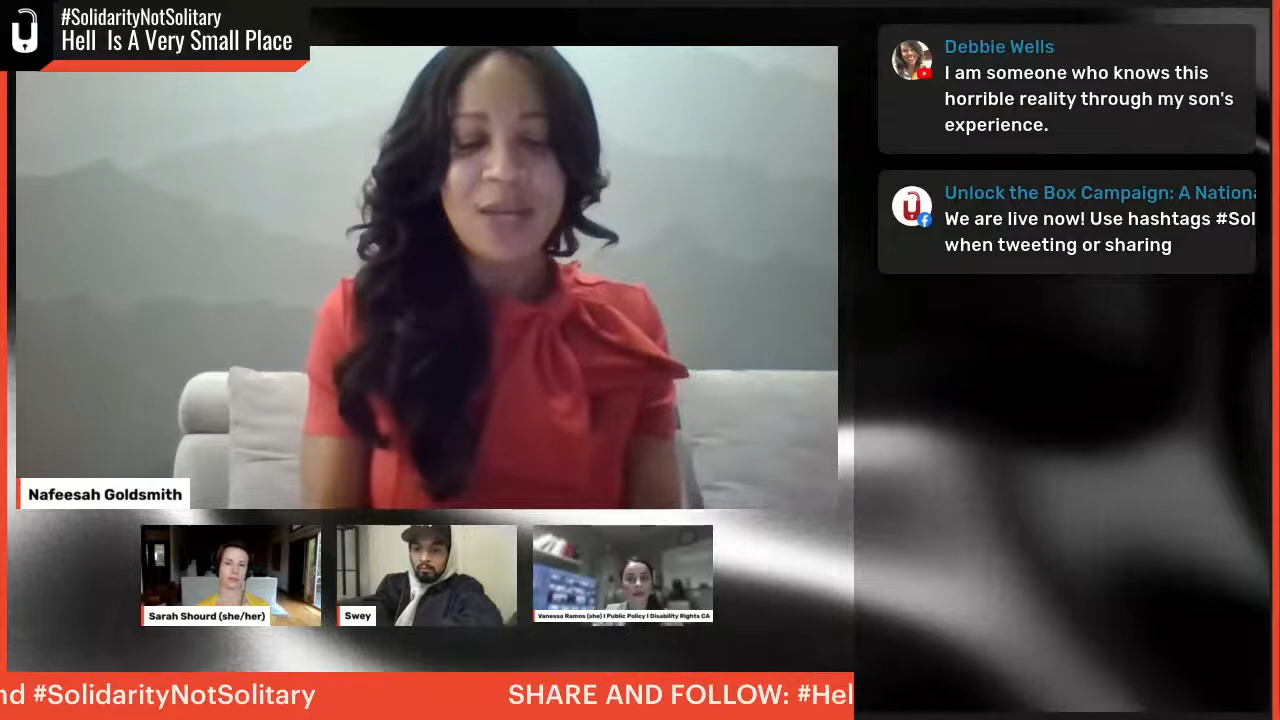 #SolidarityNotSolitary
Hell Is A Very Small Place
Debbie Wells
I am someone who knows this
horrible reality through my son's
experience.
Unlock the Box Campaign: A Nationa
We are live now! Use hashtags #Sol
when tweeting or sharing
Nafeesah Goldsmith
Sarah Shourd (she/her)
Swey
Vanessa Ramos (she) I Public Policy I Disability Rights CA
nd #SolidarityNotSolitary SHARE AND FOLLOW: #Hel